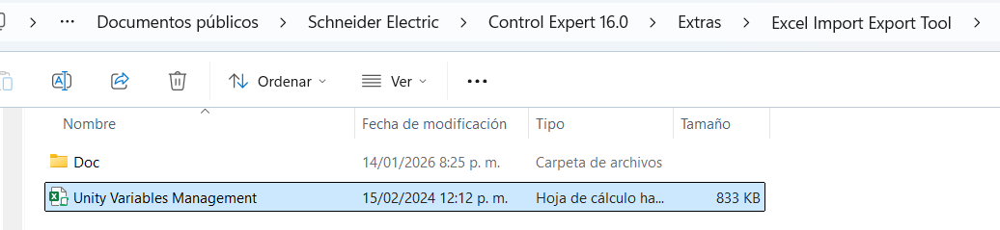 Documentos públicos > Schneider Electric > Control Expert 16.0 > Extras > Excel Import Export Tool >
Ordenar Ver
Nombre Fecha de modificación Tipo Tamaño
Doc 14/01/2026 8:25 p. m. Carpeta de archivos
Unity Variables Management 15/02/2024 12:12 p. m. Hoja de cálculo ha... 833 KB